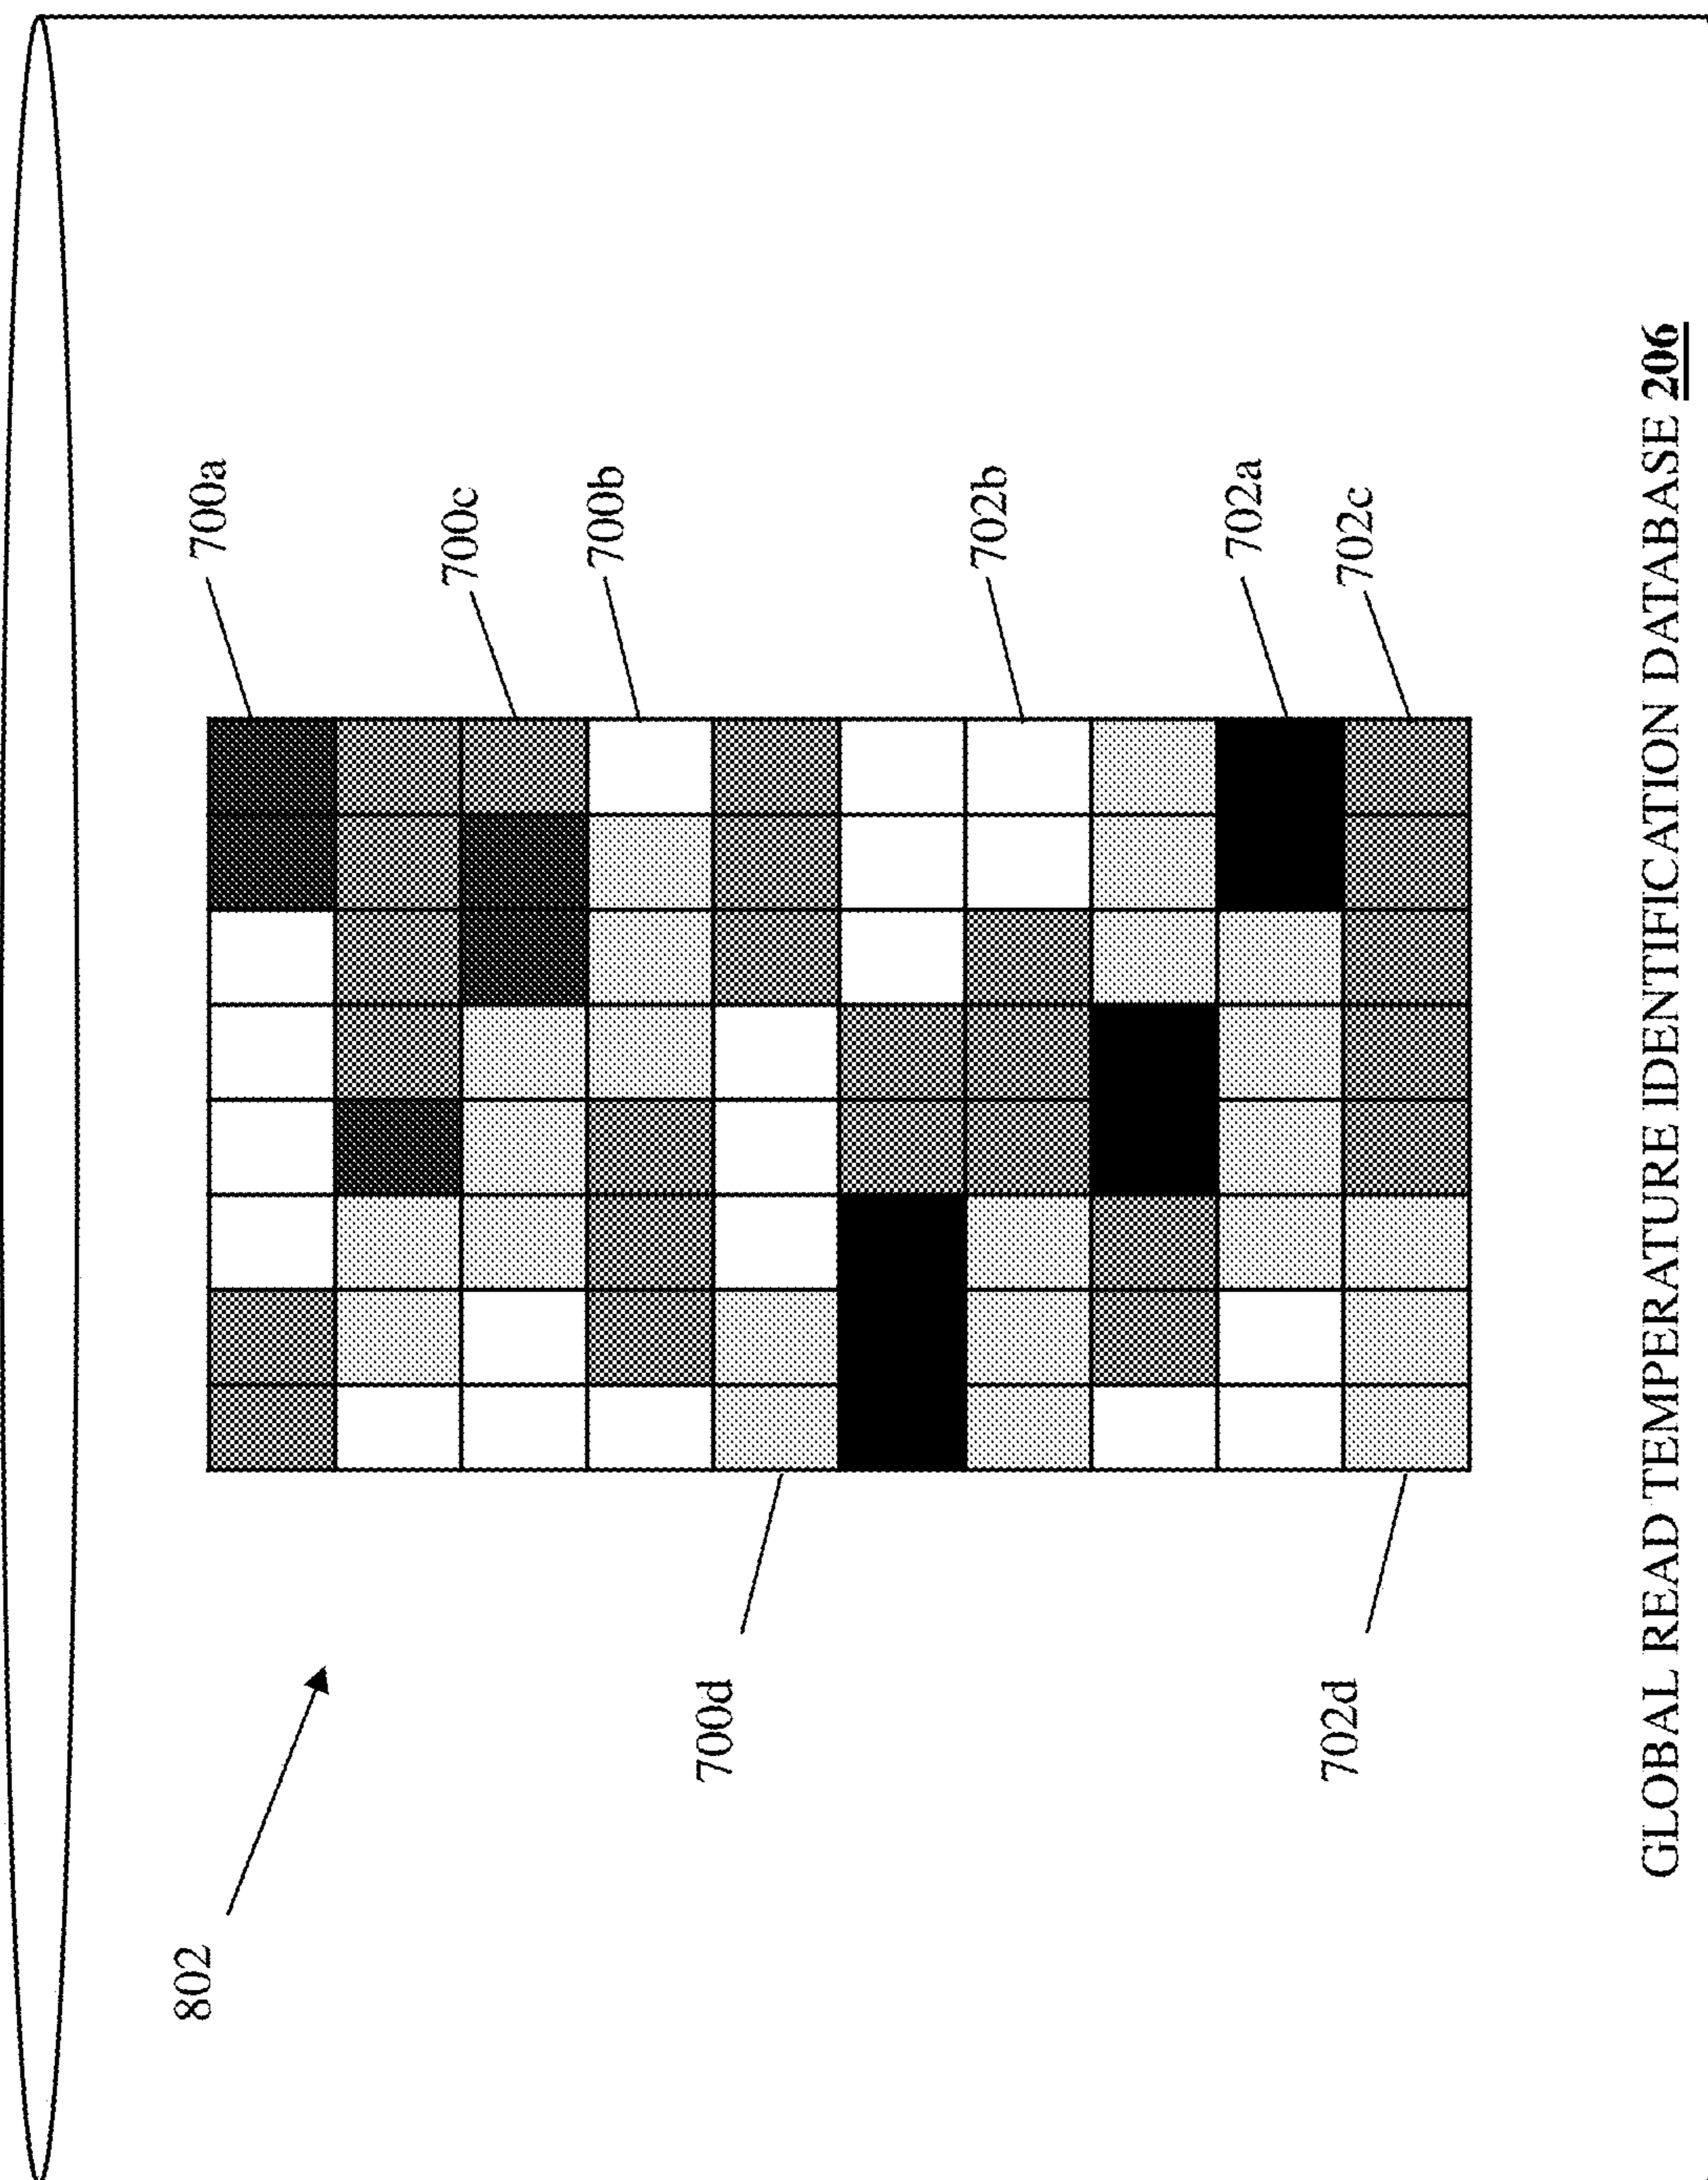 802
700a
700c
700b
700d
702b
702a
702d
702c
GLOBAL READ TEMPERATURE IDENTIFICATION DATABASE 206